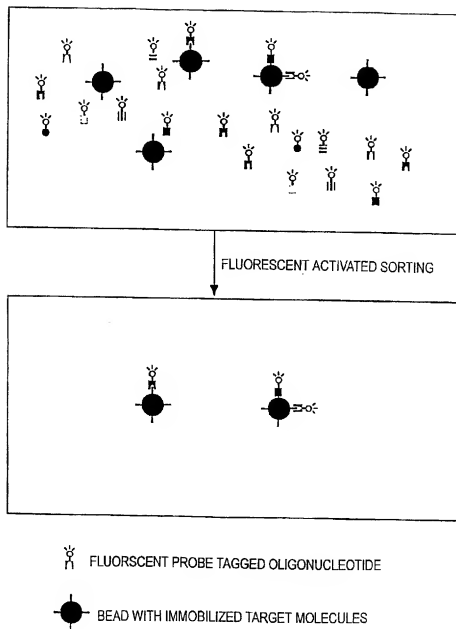 FLUORESCENT ACTIVATED SORTING
FLUORSCENT PROBE TAGGED OLIGONUCLEOTIDE
BEAD WITH IMMOBILIZED TARGET MOLECULES